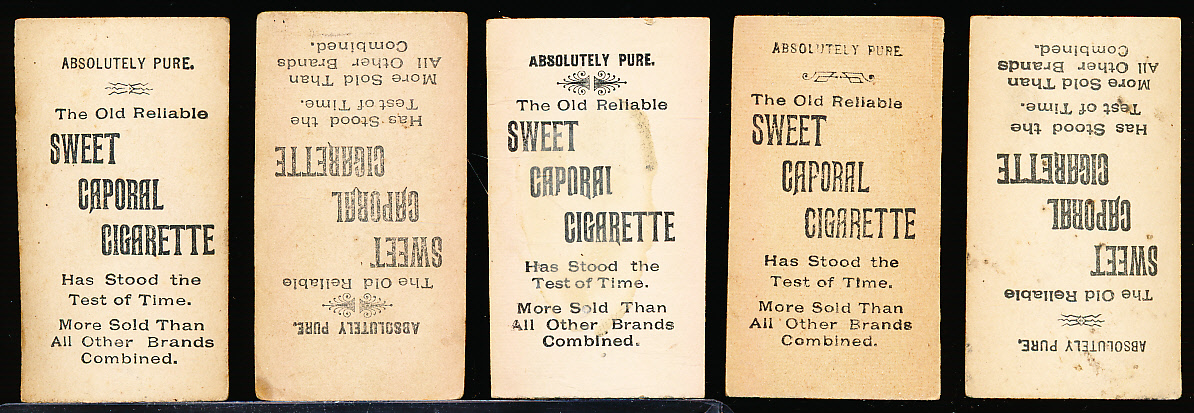 ABSOLUTELY PURE.
The Old Reliable
SWEET
CAPORAL
CIGARETTE
Has Stood the
Test of Time.
More Sold Than
All Other Brands
Combined.
ABSOLUTELY PURE.
The Old Reliable
SWEET
CAPORAL
CIGARETTE
Has Stood the
Test of Time.
More Sold Than
All Other Brands
Combined.
ABSOLUTELY PURE.
The Old Reliable
SWEET
CAPORAL
CIGARETTE
Has Stood the
Test of Time.
More Sold Than
All Other Brands
Combined.
ABSOLUTELY PURE.
The Old Reliable
SWEET
CAPORAL
CIGARETTE
Has Stood the
Test of Time.
More Sold Than
All Other Brands
Combined.
ABSOLUTELY PURE.
The Old Reliable
SWEET
CAPORAL
CIGARETTE
Has Stood the
Test of Time.
More Sold Than
All Other Brands
Combined.